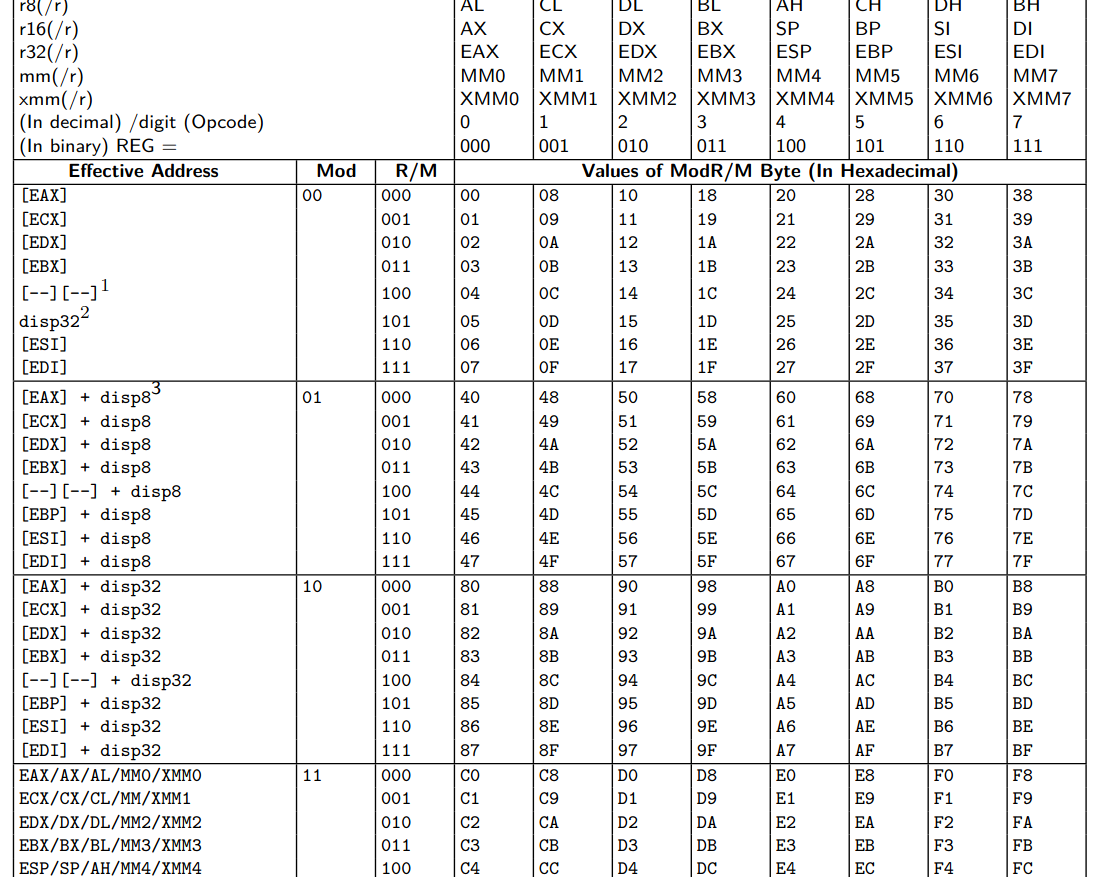 r8(/r) AL CL DL BL AH CH DH BH
r16(/r) AX CX DX BX SP BP SI DI
r32(/r) EAX ECX EDX EBX ESP EBP ESI EDI
mm(/r) MM0 MM1 MM2 MM3 MM4 MM5 MM6 MM7
xmm(/r) XMM0 XMM1 XMM2 XMM3 XMM4 XMM5 XMM6 XMM7
(In decimal) /digit (Opcode) 0 1 2 3 4 5 6 7
(In binary) REG = 000 001 010 011 100 101 110 111
Effective Address Mod R/M Values of ModR/M Byte (In Hexadecimal)
[EAX] 00 000 00 08 10 18 20 28 30 38
[ECX] 001 01 09 11 19 21 29 31 39
[EDX] 010 02 0A 12 1A 22 2A 32 3A
[EBX] 011 03 0B 13 1B 23 2B 33 3B
[--][--]1 100 04 0C 14 1C 24 2C 34 3C
disp322 101 05 0D 15 1D 25 2D 35 3D
[ESI] 110 06 0E 16 1E 26 2E 36 3E
[EDI] 111 07 0F 17 1F 27 2F 37 3F
[EAX] + disp83 01 000 40 48 50 58 60 68 70 78
[ECX] + disp8 001 41 49 51 59 61 69 71 79
[EDX] + disp8 010 42 4A 52 5A 62 6A 72 7A
[EBX] + disp8 011 43 4B 53 5B 63 6B 73 7B
[--][--] + disp8 100 44 4C 54 5C 64 6C 74 7C
[EBP] + disp8 101 45 4D 55 5D 65 6D 75 7D
[ESI] + disp8 110 46 4E 56 5E 66 6E 76 7E
[EDI] + disp8 111 47 4F 57 5F 67 6F 77 7F
[EAX] + disp32 10 000 80 88 90 98 A0 A8 B0 B8
[ECX] + disp32 001 81 89 91 99 A1 A9 B1 B9
[EDX] + disp32 010 82 8A 92 9A A2 AA B2 BA
[EBX] + disp32 011 83 8B 93 9B A3 AB B3 BB
[--][--] + disp32 100 84 8C 94 9C A4 AC B4 BC
[EBP] + disp32 101 85 8D 95 9D A5 AD B5 BD
[ESI] + disp32 110 86 8E 96 9E A6 AE B6 BE
[EDI] + disp32 111 87 8F 97 9F A7 AF B7 BF
EAX/AX/AL/MM0/XMM0 11 000 C0 C8 D0 D8 E0 E8 F0 F8
ECX/CX/CL/MM/XMM1 001 C1 C9 D1 D9 E1 E9 F1 F9
EDX/DX/DL/MM2/XMM2 010 C2 CA D2 DA E2 EA F2 FA
EBX/BX/BL/MM3/XMM3 011 C3 CB D3 DB E3 EB F3 FB
ESP/SP/AH/MM4/XMM4 100 C4 CC D4 DC E4 EC F4 FC